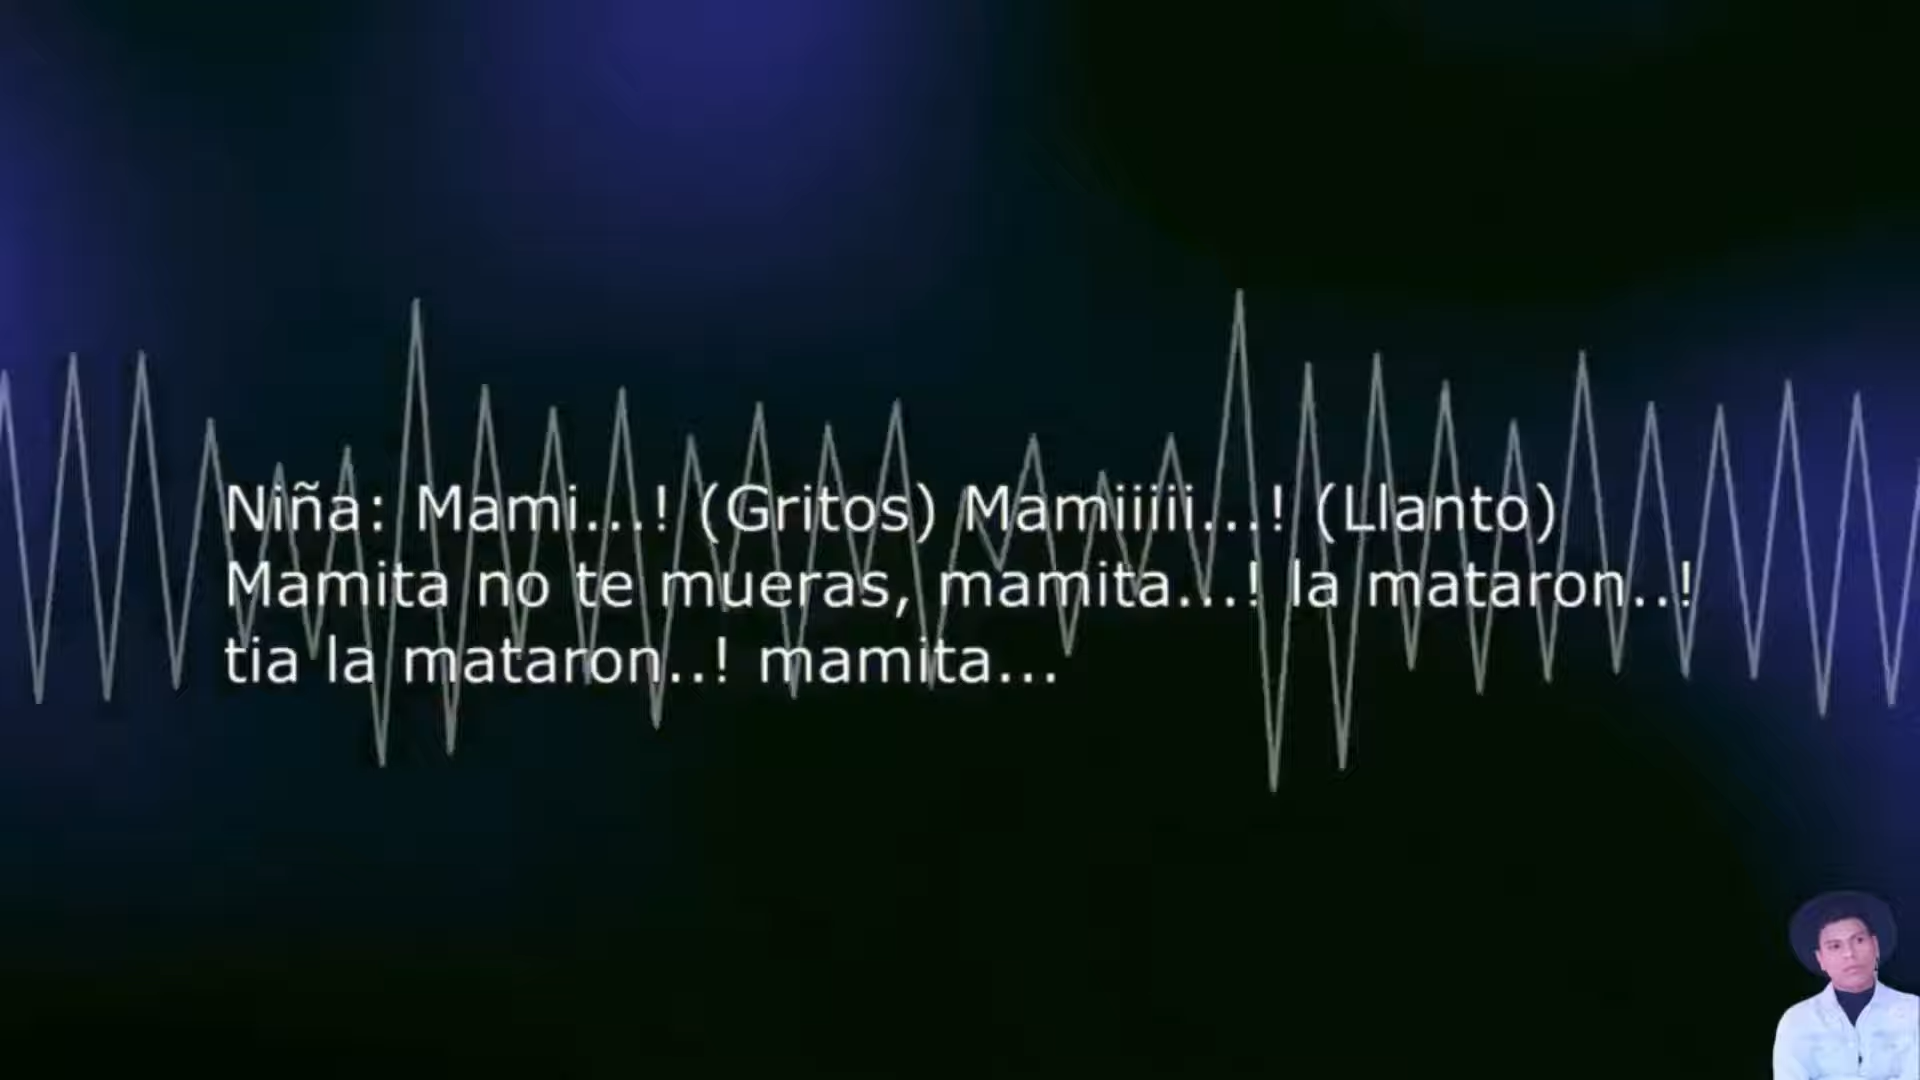 Niña: Mami...! (Gritos) Mamiiiii...! (Llanto)
Mamita no te mueras, mamita...! la mataron..!
tia la mataron..! mamita...